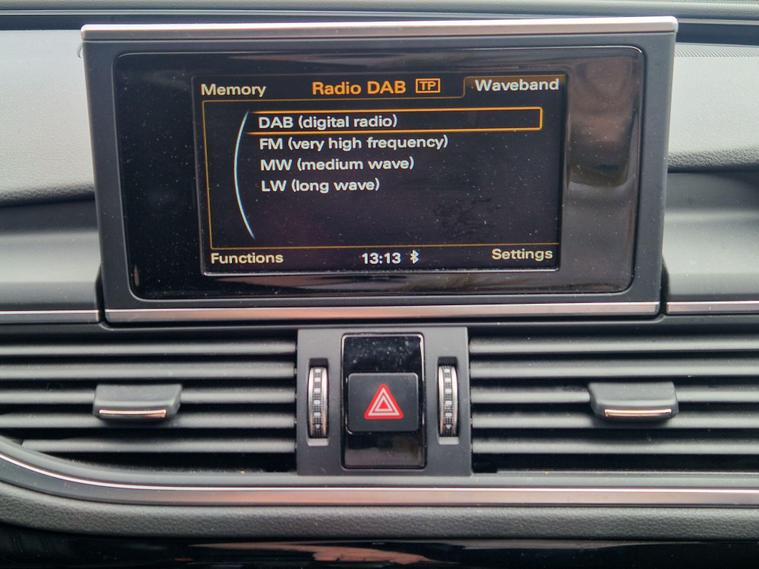 Memory
Radio DAB TP
Waveband
DAB (digital radio)
FM (very high frequency)
MW (medium wave)
LW (long wave)
Functions
13:13
Settings